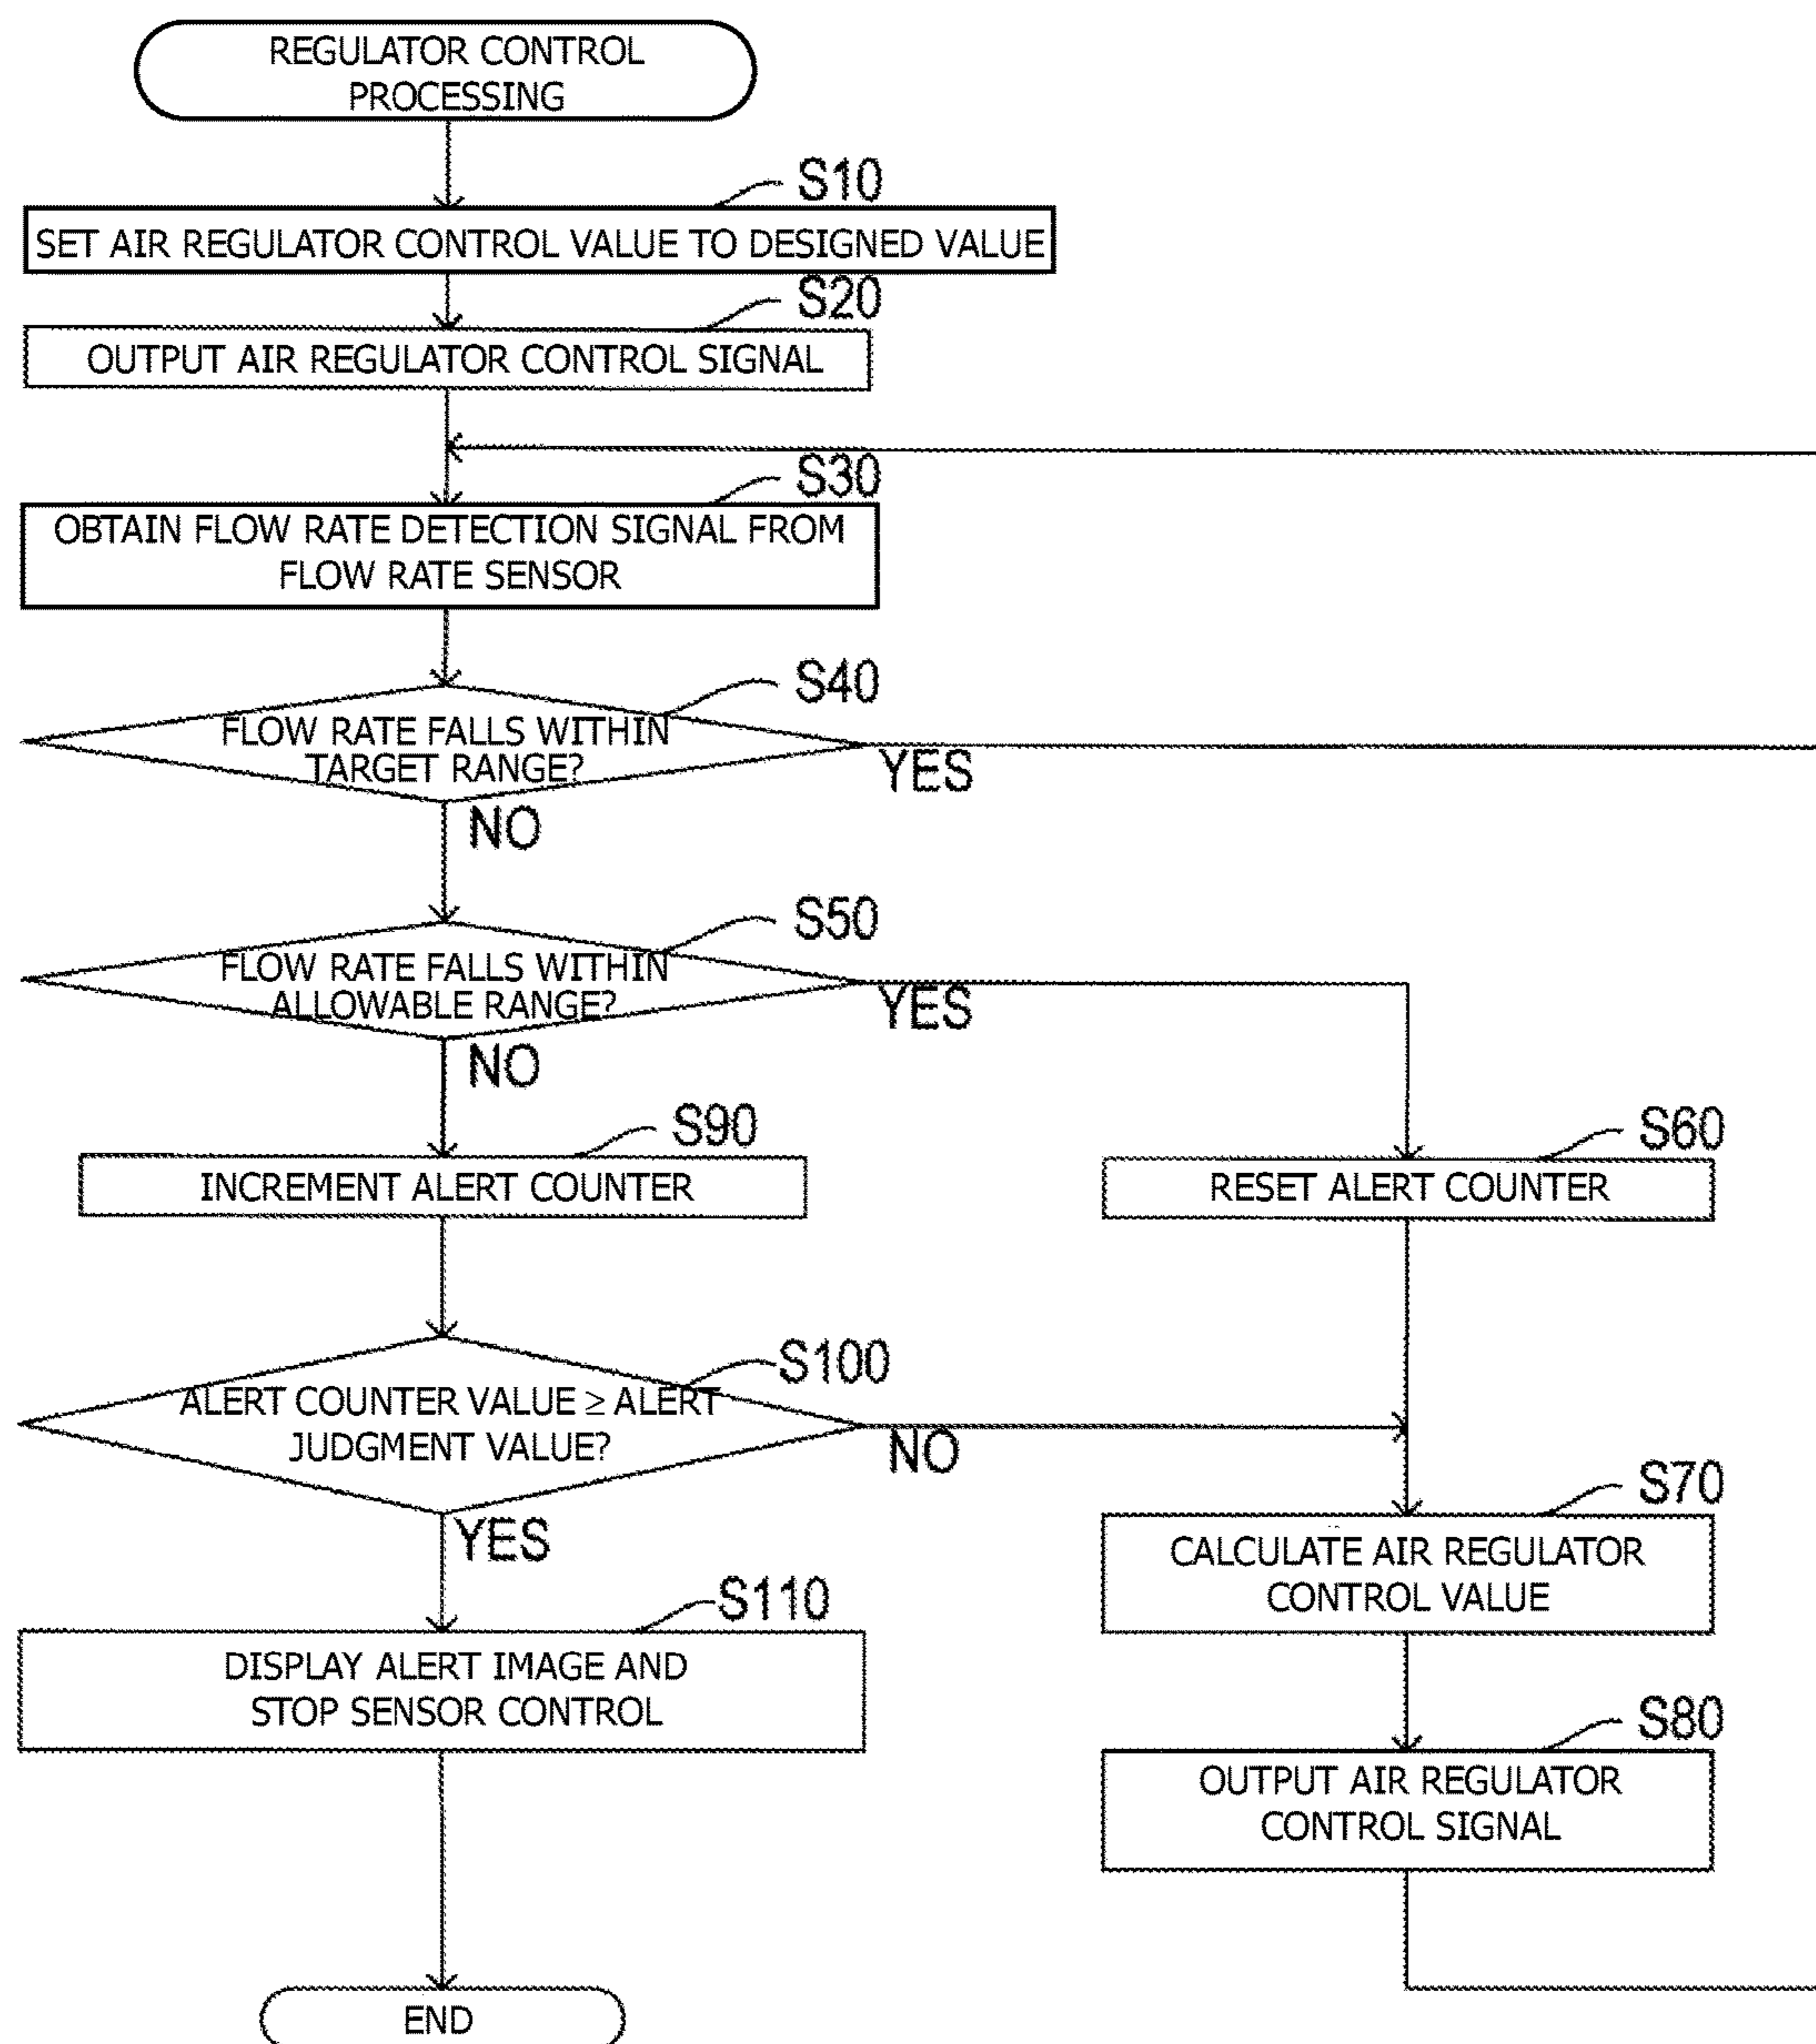 REGULATOR CONTROL
PROCESSING
S10
SET AIR REGULATOR CONTROL VALUE TO DESIGNED VALUE
S20
OUTPUT AIR REGULATOR CONTROL SIGNAL
S30
OBTAIN FLOW RATE DETECTION SIGNAL FROM
FLOW RATE SENSOR
S40
FLOW RATE FALLS WITHIN
TARGET RANGE?
YES
NO
S50
FLOW RATE FALLS WITHIN
ALLOWABLE RANGE?
YES
NO
S90
INCREMENT ALERT COUNTER
S60
RESET ALERT COUNTER
S100
ALERT COUNTER VALUE ≥ ALERT
JUDGMENT VALUE?
NO
YES
S70
CALCULATE AIR REGULATOR
CONTROL VALUE
S110
DISPLAY ALERT IMAGE AND
STOP SENSOR CONTROL
S80
OUTPUT AIR REGULATOR
CONTROL SIGNAL
END